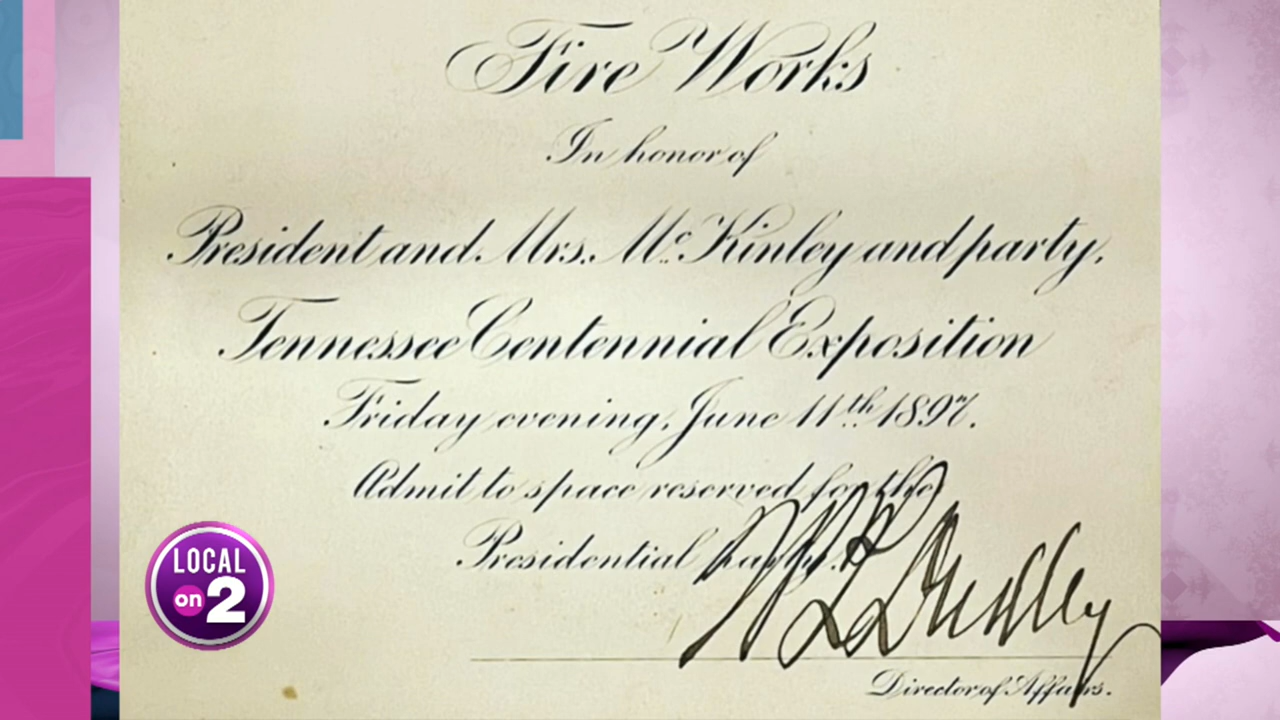 Fire Works
In honor of
President and Mrs. McKinley and party,
Tennessee Centennial Exposition
Friday evening, June 11th 1897.
Admit to space reserved for the
Presidential party.
W L Dudley
Director of Affairs.
LOCAL
on 2